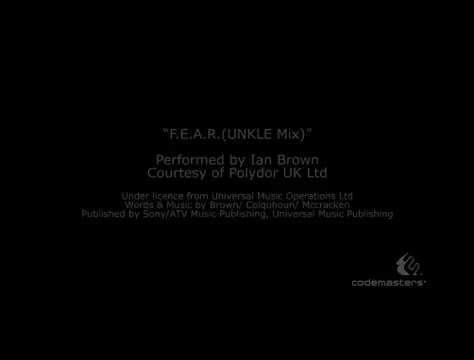 “F.E.A.R.(UNKLE Mix)”
Performed by Ian Brown
Courtesy of Polydor UK Ltd
Under licence from Universal Music Operations Ltd
Words & Music by Brown/ Colquhoun/ Mccracken
Published by Sony/ATV Music Publishing, Universal Music Publishing
codemasters